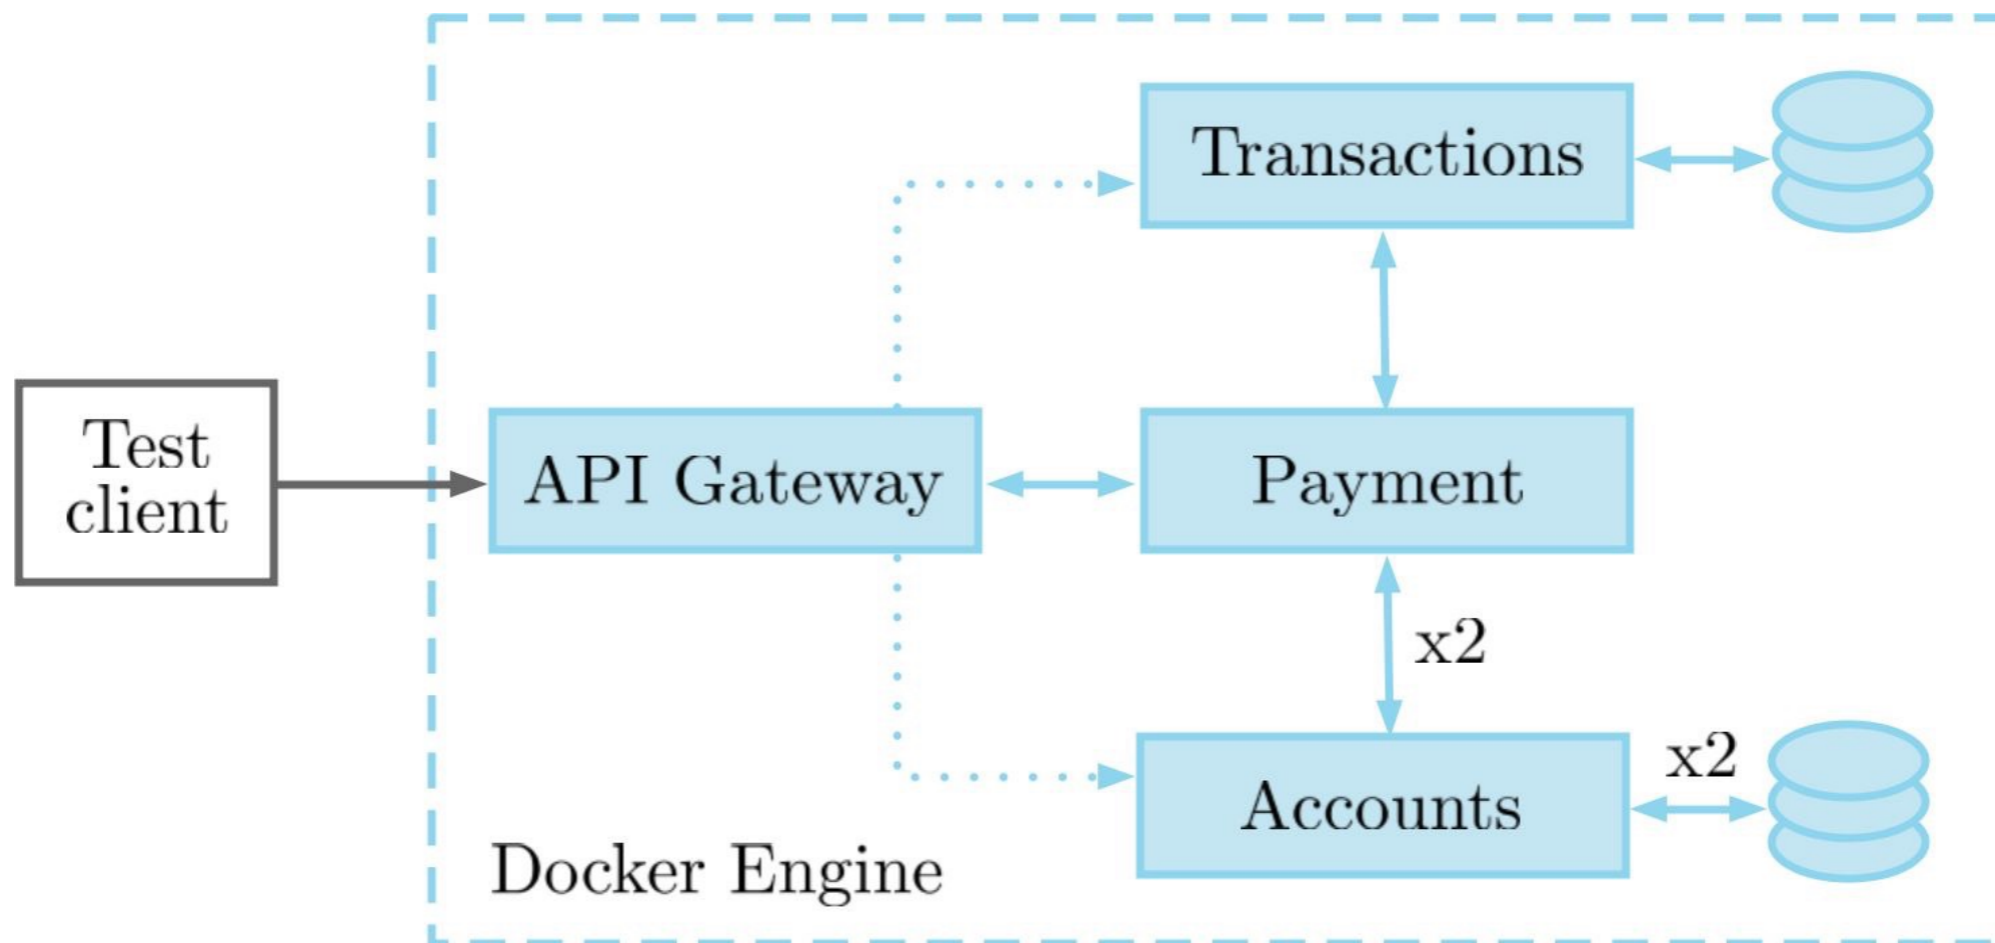 Transactions
Test
client
API Gateway
Payment
x2
x2
Accounts
Docker Engine